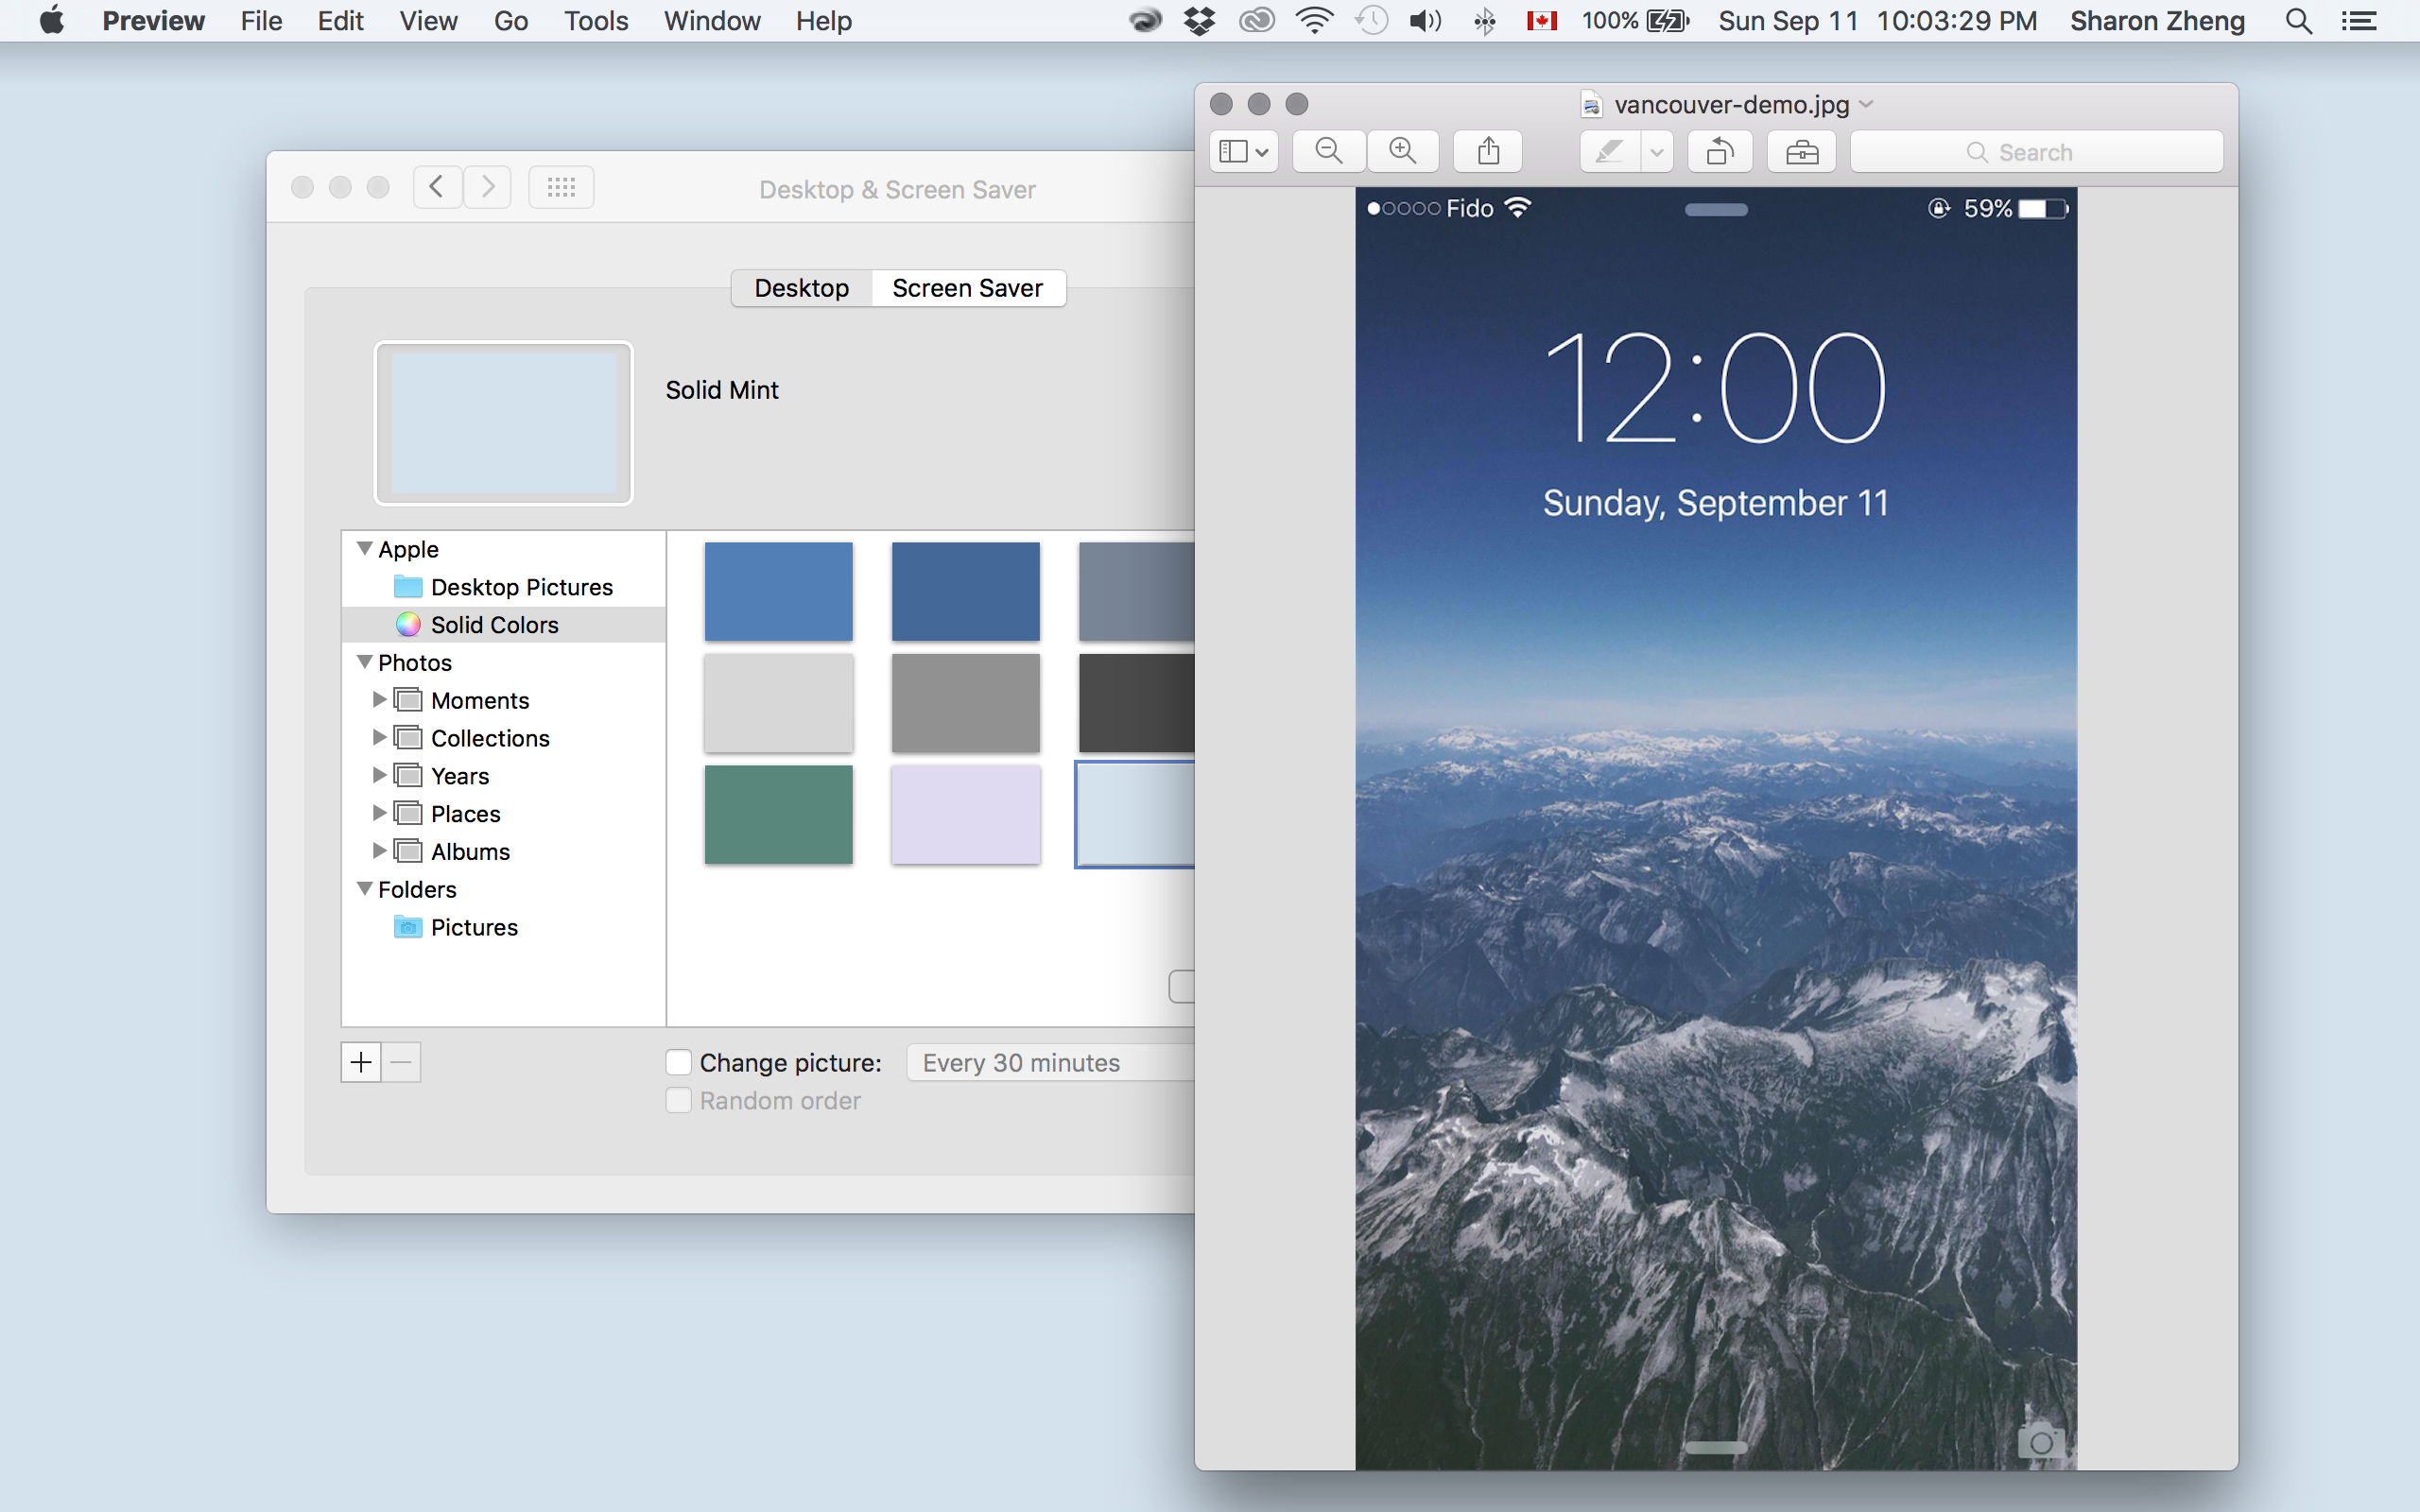 Preview File Edit View Go Tools Window Help 100% Sun Sep 11 10:03:29 PM Sharon Zheng
Desktop & Screen Saver
Desktop Screen Saver
Solid Mint
Apple
Desktop Pictures
Solid Colors
Photos
Moments
Collections
Years
Places
Albums
Folders
Pictures
Change picture: Every 30 minutes
Random order
vancouver-demo.jpg
Search
Fido 59%
12:00
Sunday, September 11